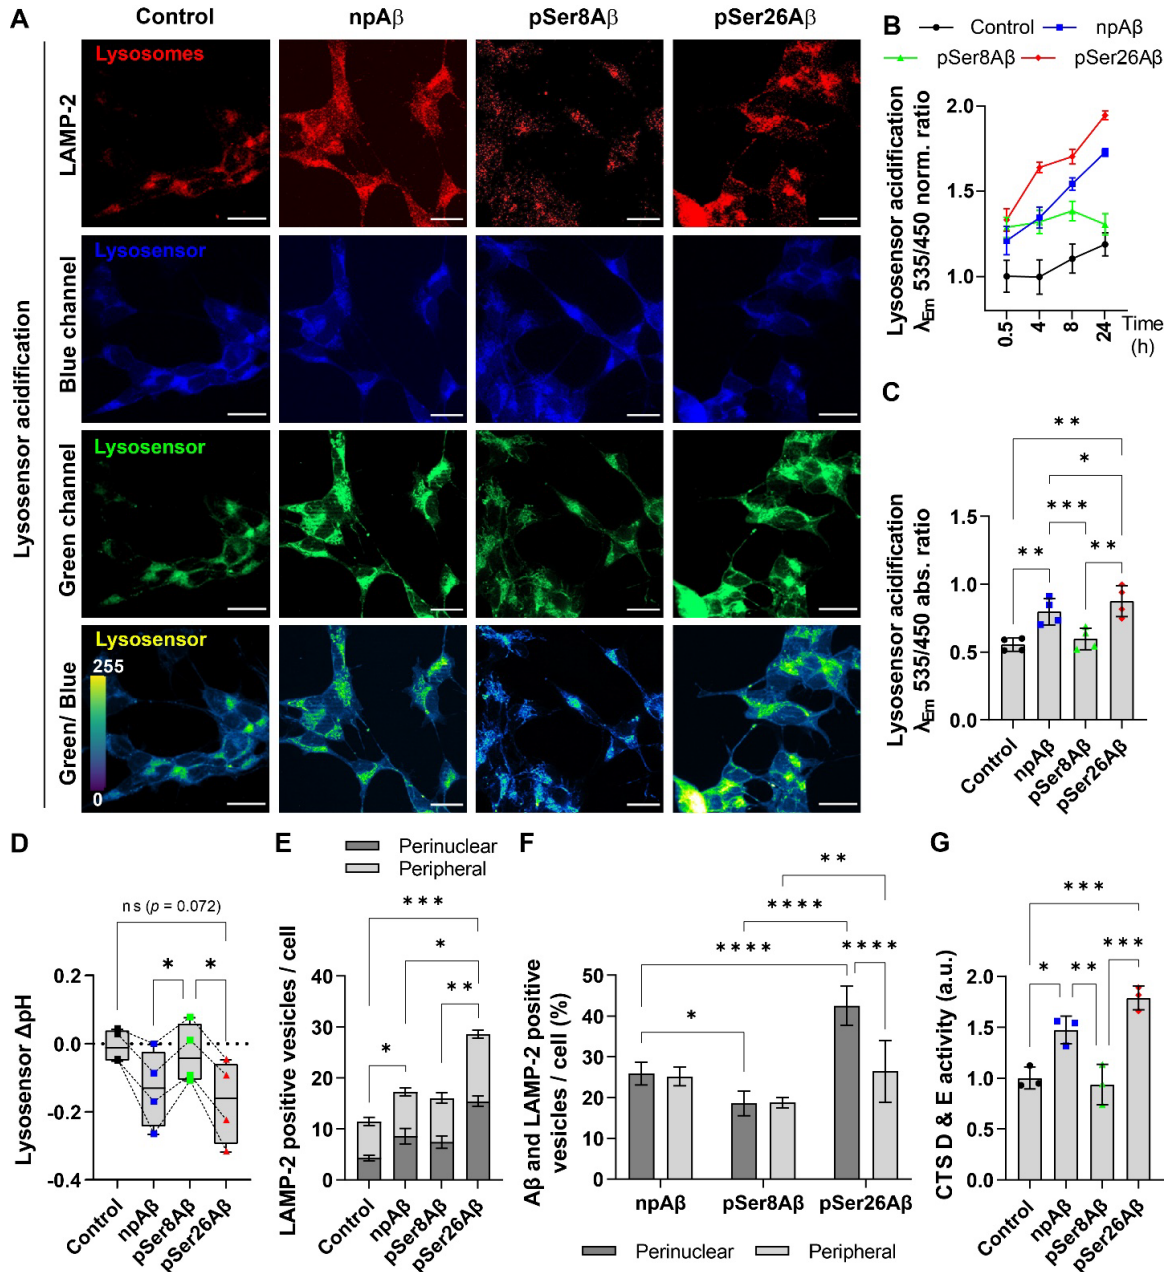 A
Control
npAβ
pSer8Aβ
pSer26Aβ
Lysosensor acidification
LAMP-2
Lysosomes
Blue channel
Lysosensor
Green channel
Lysosensor
Green/ Blue
Lysosensor
255
0
B
Control
npAβ
pSer8Aβ
pSer26Aβ
Lysosensor acidification
λEm 535/450 norm. ratio
2.0
1.5
1.0
0.5
4
8
24
Time
(h)
C
Lysosensor acidification
λEm 535/450 abs. ratio
**
*
***
**
**
1.5
1.0
0.5
0.0
Control
npAβ
pSer8Aβ
pSer26Aβ
D
Lysosensor ΔpH
ns (p = 0.072)
*
*
0.2
0.0
-0.2
-0.4
Control
npAβ
pSer8Aβ
pSer26Aβ
E
Perinuclear
Peripheral
LAMP-2 positive vesicles / cell
***
*
**
*
40
30
20
10
0
Control
npAβ
pSer8Aβ
pSer26Aβ
F
Aβ and LAMP-2 positive
vesicles / cell (%)
**
****
****
****
*
50
40
30
20
10
0
npAβ
pSer8Aβ
pSer26Aβ
Perinuclear
Peripheral
G
CTS D & E activity (a.u.)
***
*
**
***
2.0
1.5
1.0
0.5
0.0
Control
npAβ
pSer8Aβ
pSer26Aβ